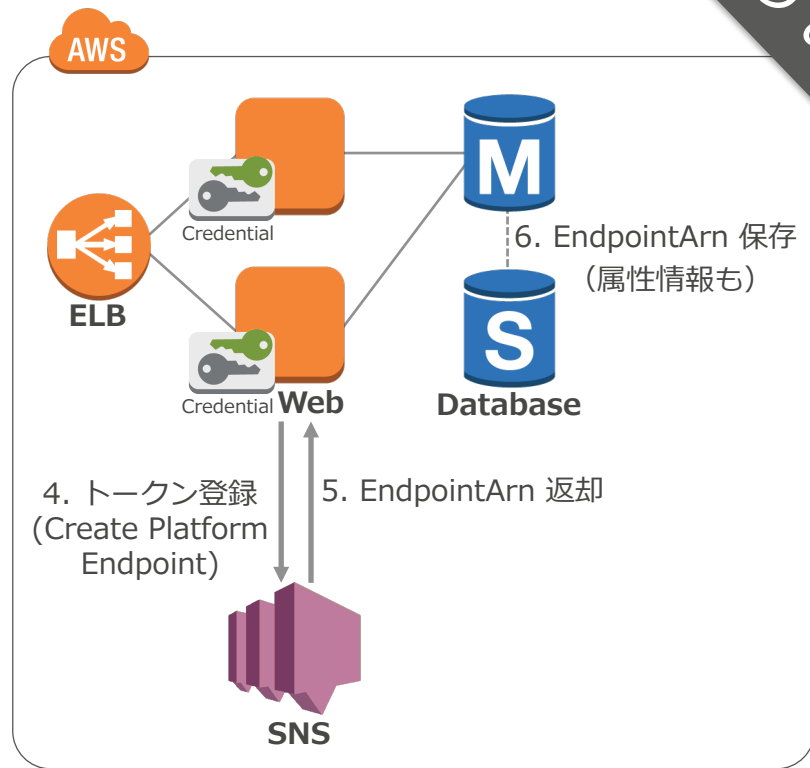 AWS
M
Credential
6. EndpointArn 保存
（属性情報も）
ELB
S
Credential
Web
Database
4. トークン登録
(Create Platform
Endpoint)
5. EndpointArn 返却
SNS